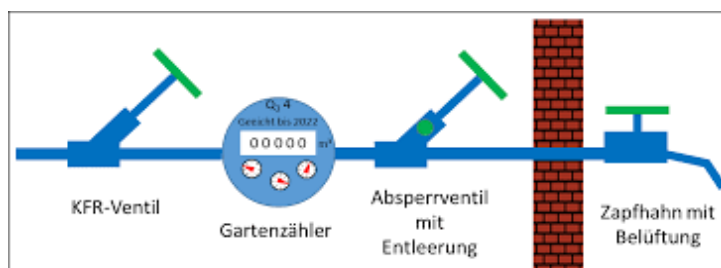 Q₃ 4
Geeicht bis 2022
00000 m³
KFR-Ventil
Gartenzähler
Absperrventil
mit
Entleerung
Zapfhahn mit
Belüftung